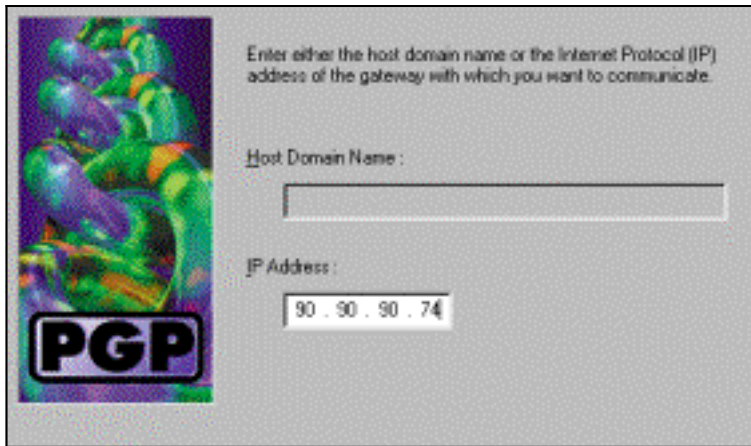 Enter either the host domain name or the Internet Protocol (IP)
address of the gateway with which you want to communicate.
Host Domain Name :
IP Address :
90 . 90 . 90 . 74
PGP